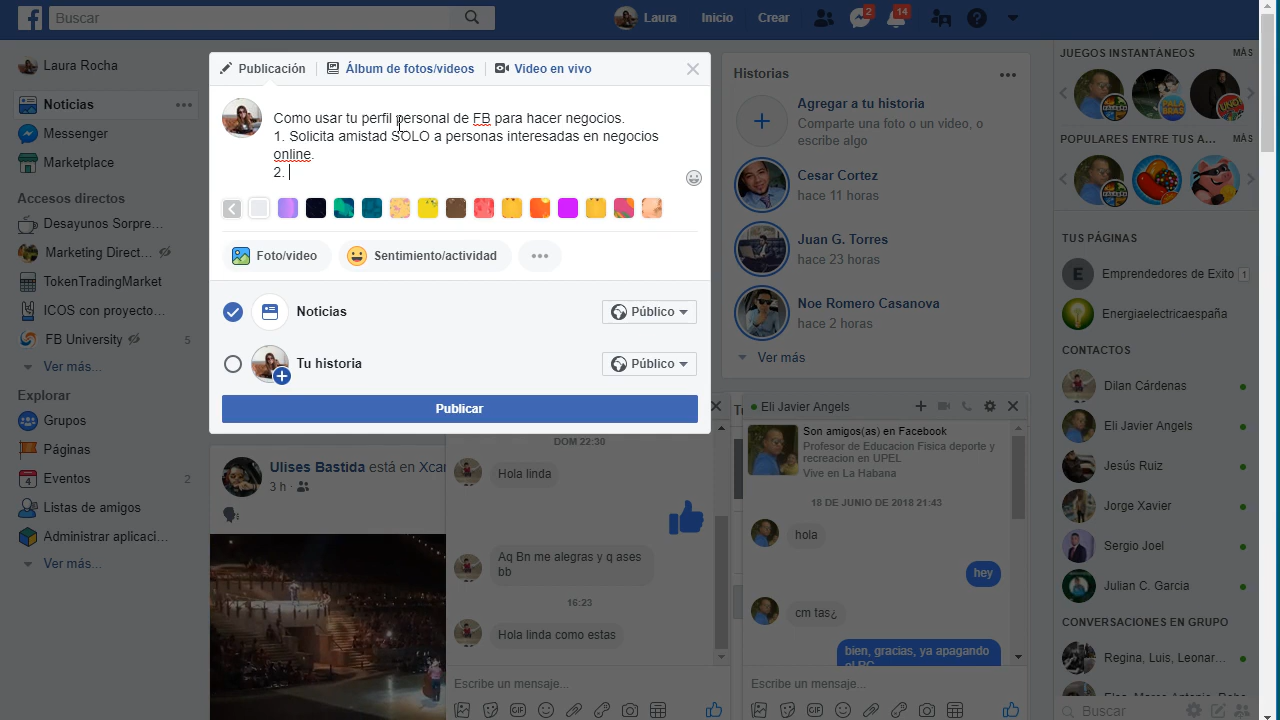 Buscar
Laura
Inicio
Crear
2
14
Laura Rocha
Noticias
Messenger
Marketplace
Accesos directos
Desayunos Sorpre...
Marketing Direct...
TokenTradingMarket
ICOS con proyecto...
FB University
5
Ver más...
Explorar
Grupos
Páginas
Eventos
2
Listas de amigos
Administrar aplicaci...
Ver más...
Publicación
Álbum de fotos/videos
Video en vivo
Como usar tu perfil personal de FB para hacer negocios.
1. Solicita amistad SOLO a personas interesadas en negocios
online.
2.
Foto/video
Sentimiento/actividad
Noticias
Público
Tu historia
Público
Publicar
Ulises Bastida está en Xcar
3 h
DOM 22:30
Hola linda
Aq Bn me alegras y q ases
bb
16:23
Hola linda como estas
Escribe un mensaje...
GIF
Historias
Agregar a tu historia
Comparte una foto o un video, o
escribe algo
Cesar Cortez
hace 11 horas
Juan G. Torres
hace 23 horas
Noe Romero Casanova
hace 2 horas
Ver más
Eli Javier Angels
Son amigos(as) en Facebook
Profesor de Educacion Fisica deporte y
recreacion en UPEL
Vive en La Habana
18 DE JUNIO DE 2018 21:43
hola
hey
cm tas¿
bien, gracias, ya apagando
el PC
Escribe un mensaje...
GIF
JUEGOS INSTANTÁNEOS
MÁS
UNO
POPULARES ENTRE TUS A...
MÁS
TUS PÁGINAS
E
Emprendedores de Exito
1
Energiaelectricaespaña
CONTACTOS
Dilan Cárdenas
Eli Javier Angels
Jesús Ruiz
Jorge Xavier
Sergio Joel
Julian C. Garcia
CONVERSACIONES EN GRUPO
Regina, Luis, Leonar...
Buscar